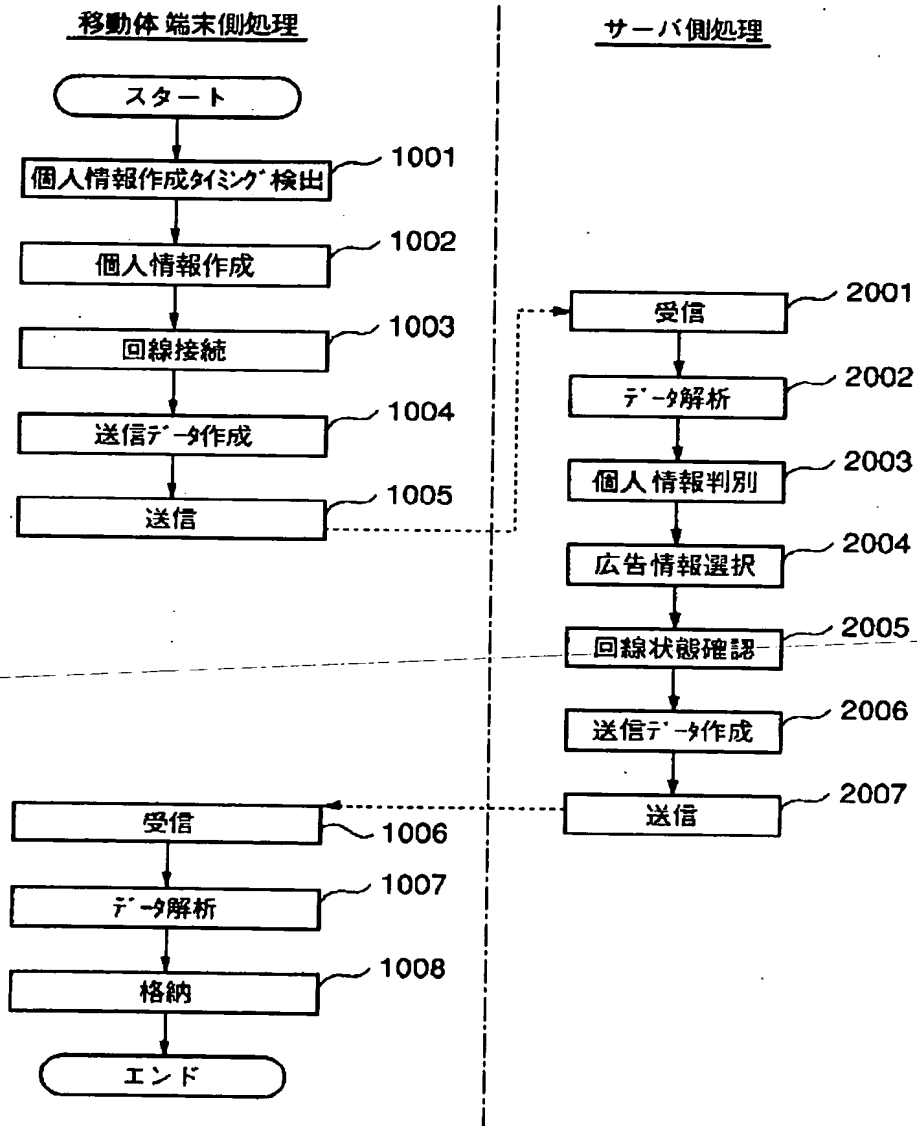 移動体端末側処理
スタート
1001
個人情報作成タイミング検出
1002
個人情報作成
1003
回線接続
1004
送信データ作成
1005
送信
サーバ側処理
2001
受信
2002
データ解析
2003
個人情報判別
2004
広告情報選択
2005
回線状態確認
2006
送信データ作成
2007
送信
受信
1006
1007
データ解析
1008
格納
エンド